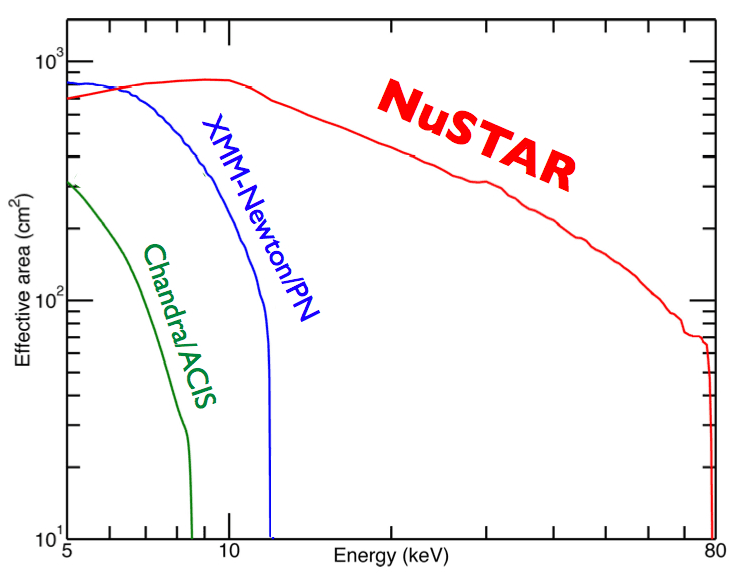 10³
NuSTAR
XMM-Newton/PN
Effective area (cm²)
Chandra/ACIS
10²
10¹
5
10
Energy (keV)
80